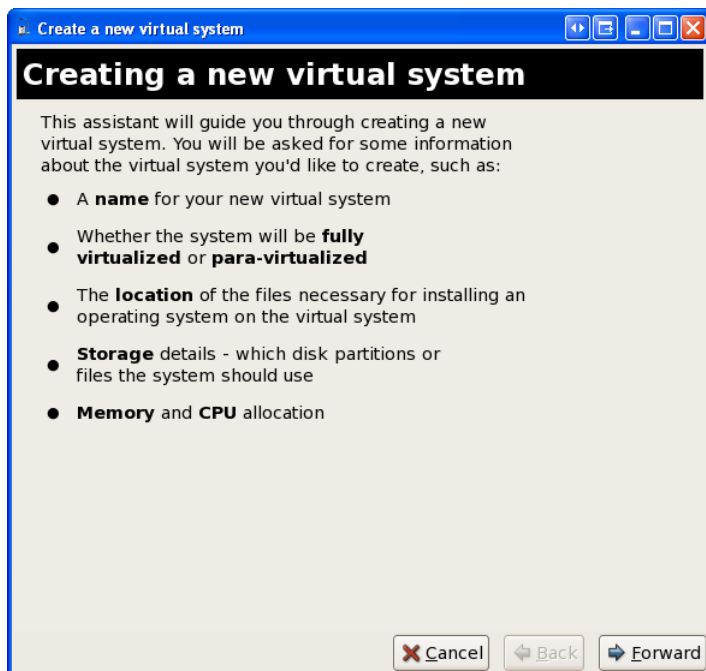 Create a new virtual system
Creating a new virtual system
This assistant will guide you through creating a new
virtual system. You will be asked for some information
about the virtual system you'd like to create, such as:
● A name for your new virtual system
● Whether the system will be fully
virtualized or para-virtualized
● The location of the files necessary for installing an
operating system on the virtual system
● Storage details - which disk partitions or
files the system should use
● Memory and CPU allocation
Cancel
Back
Forward